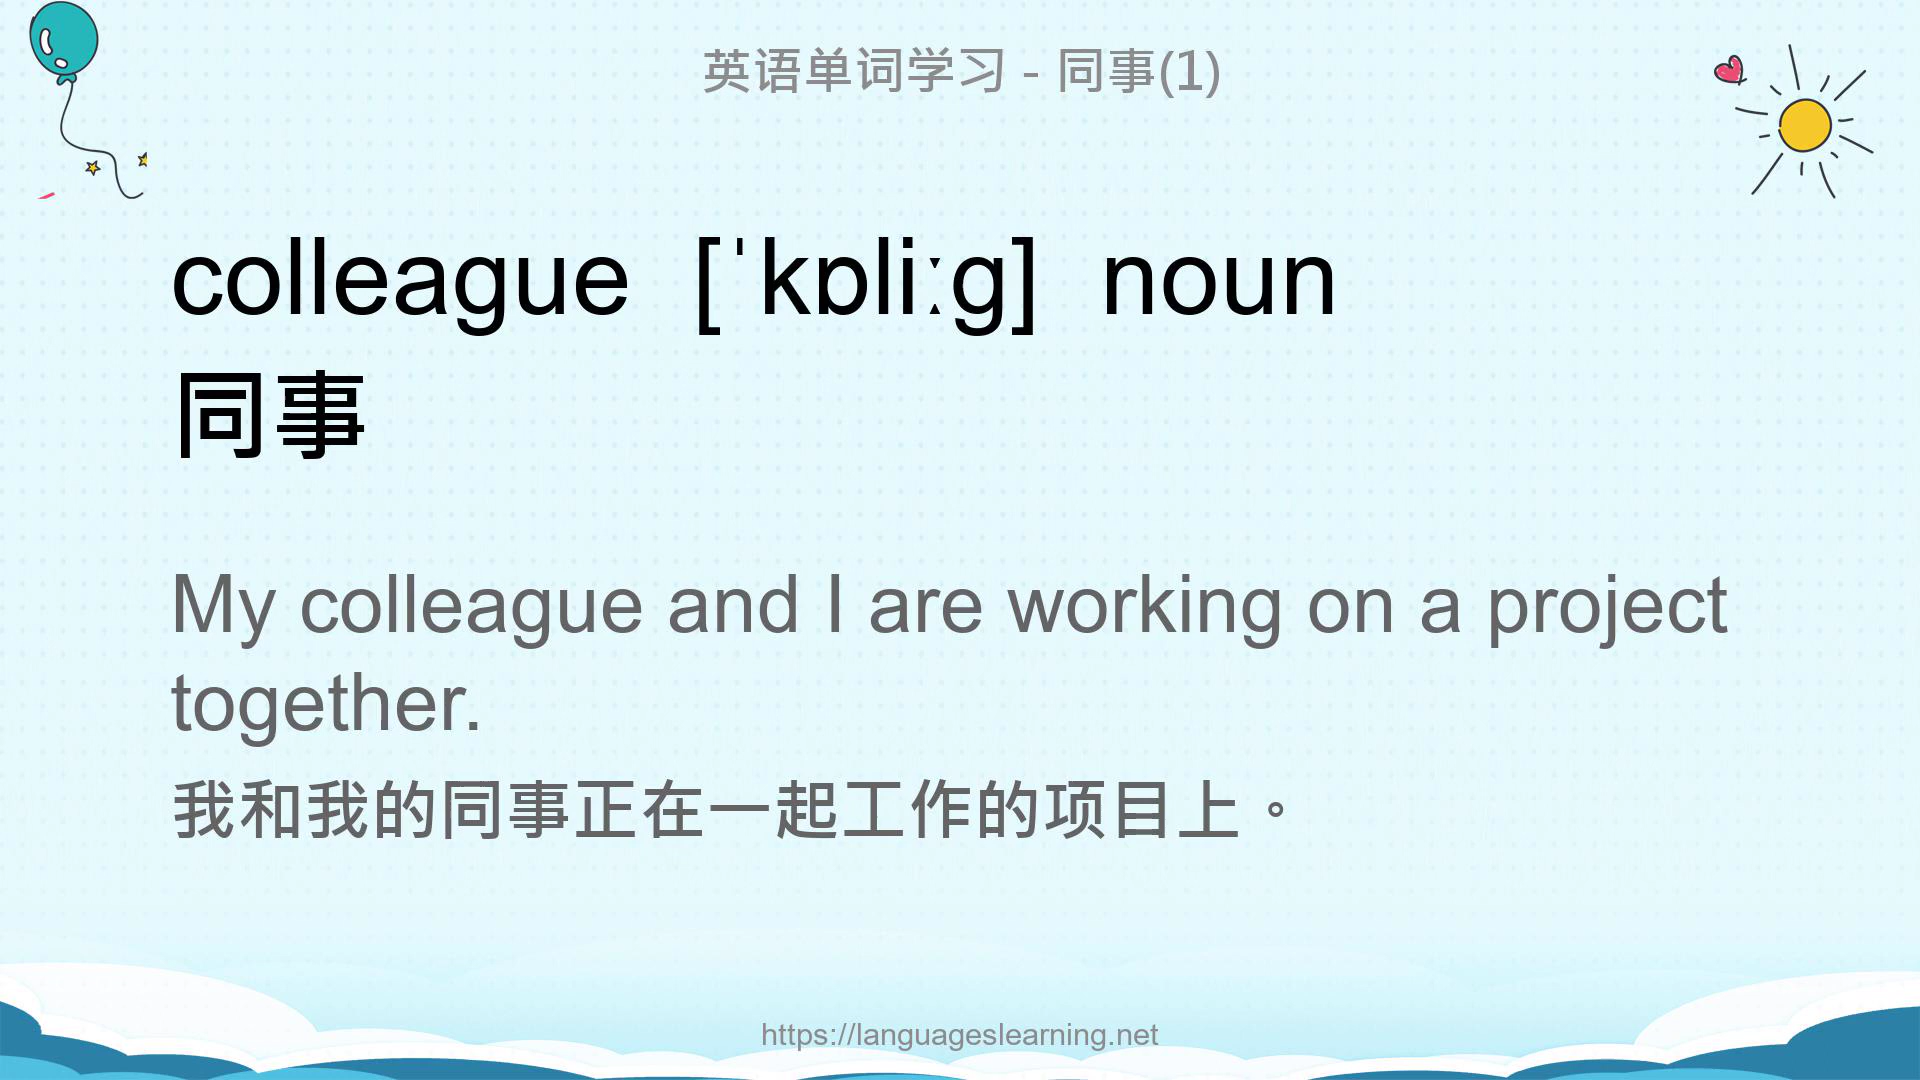 英语单词学习 - 同事(1)
colleague [ˈkɒliːg] noun
同事
My colleague and I are working on a project
together.
我和我的同事正在一起工作的项目上。
https://languageslearning.net